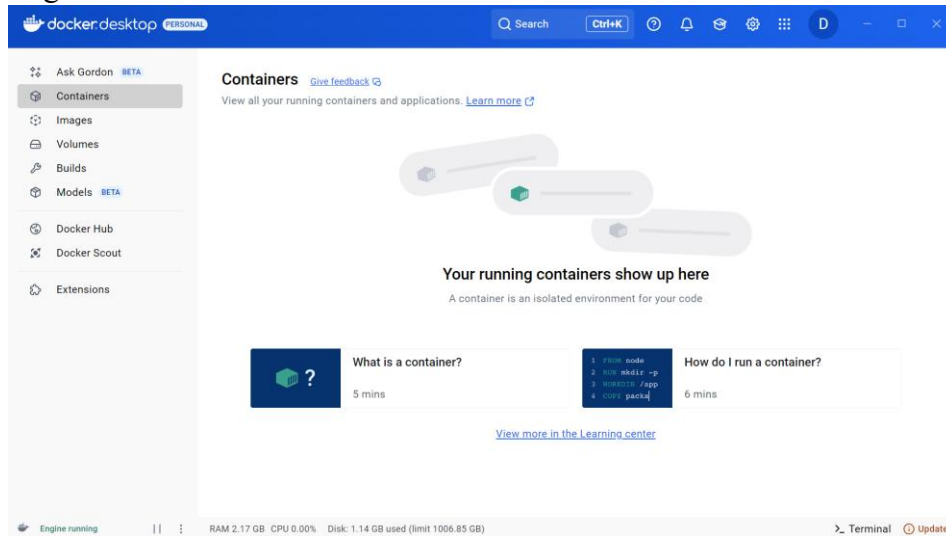 docker.desktop PERSONAL
Search Ctrl+K
D
Ask Gordon BETA
Containers
Images
Volumes
Builds
Models BETA
Docker Hub
Docker Scout
Extensions
Containers Give feedback
View all your running containers and applications. Learn more
Your running containers show up here
A container is an isolated environment for your code
?
What is a container?
5 mins
1 FROM node
2 RUN mkdir -p
3 WORKDIR /app
4 COPY packa
How do I run a container?
6 mins
View more in the Learning center
Engine running
RAM 2.17 GB CPU 0.00% Disk: 1.14 GB used (limit 1006.85 GB)
Terminal
Update